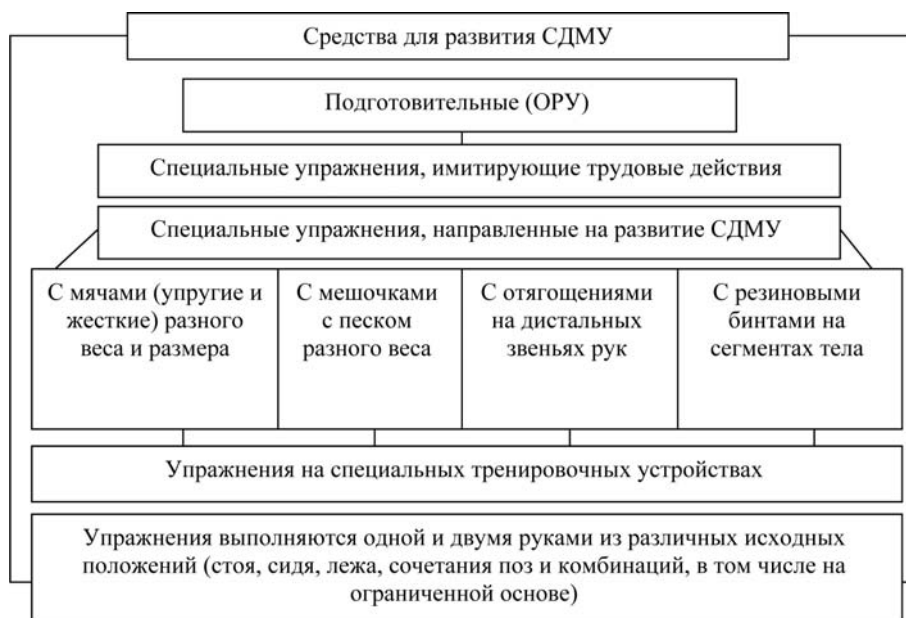 Средства для развития СДМУ
Подготовительные (ОРУ)
Специальные упражнения, имитирующие трудовые действия
Специальные упражнения, направленные на развитие СДМУ
С мячами (упругие и
жесткие) разного
веса и размера
С мешочками
с песком
разного веса
С отягощениями
на дистальных
звеньях рук
С резиновыми
бинтами на
сегментах тела
Упражнения на специальных тренировочных устройствах
Упражнения выполняются одной и двумя руками из различных исходных
положений (стоя, сидя, лежа, сочетания поз и комбинаций, в том числе на
ограниченной основе)